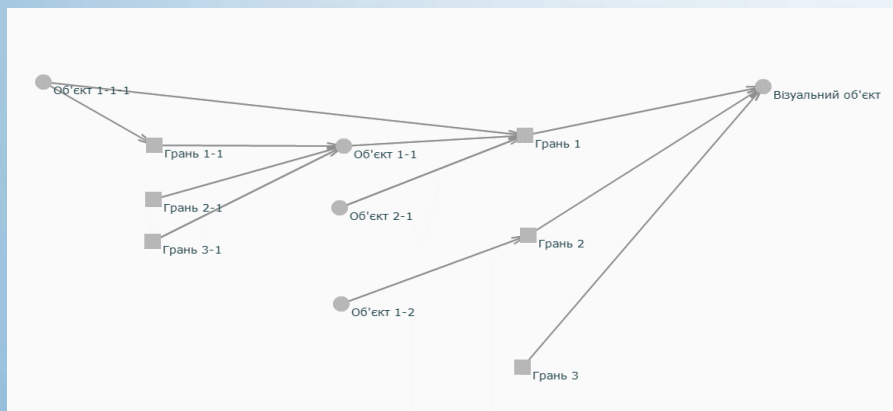 Об'єкт 1-1-1
Візуальний об'єкт
Грань 1
Грань 1-1
Об'єкт 1-1
Грань 2-1
Об'єкт 2-1
Грань 3-1
Грань 2
Об'єкт 1-2
Грань 3